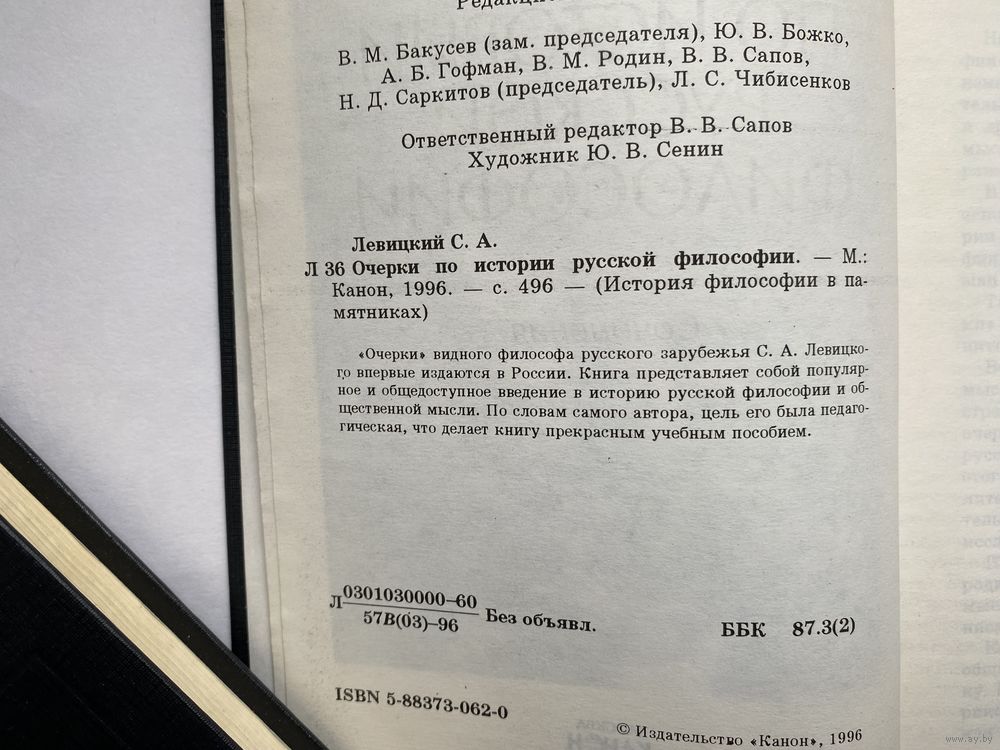 В. М. Бакусев (зам. председателя), Ю. В. Божко,
А. Б. Гофман, В. М. Родин, В. В. Сапов,
Н. Д. Саркитов (председатель), Л. С. Чибисенков
Ответственный редактор В. В. Сапов
Художник Ю. В. Сенин
Левицкий С. А.
Л 36 Очерки по истории русской философии. — М.:
Канон, 1996. — с. 496 — (История философии в па-
мятниках)
«Очерки» видного философа русского зарубежья С. А. Левицко-
го впервые издаются в России. Книга представляет собой популяр-
ное и общедоступное введение в историю русской философии и об-
щественной мысли. По словам самого автора, цель его была педаго-
гическая, что делает книгу прекрасным учебным пособием.
Л 0301030000–60 Без объявл.
57В(03)–96
ББК 87.3(2)
ISBN 5-88373-062-0
© Издательство «Канон», 1996
www.ay.by